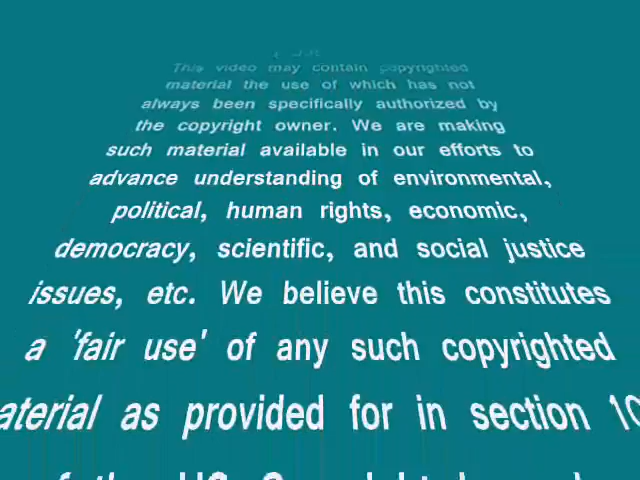 This video may contain copyrighted
material the use of which has not
always been specifically authorized by
the copyright owner. We are making
such material available in our efforts to
advance understanding of environmental,
political, human rights, economic,
democracy, scientific, and social justice
issues, etc. We believe this constitutes
a 'fair use' of any such copyrighted
aterial as provided for in section 10